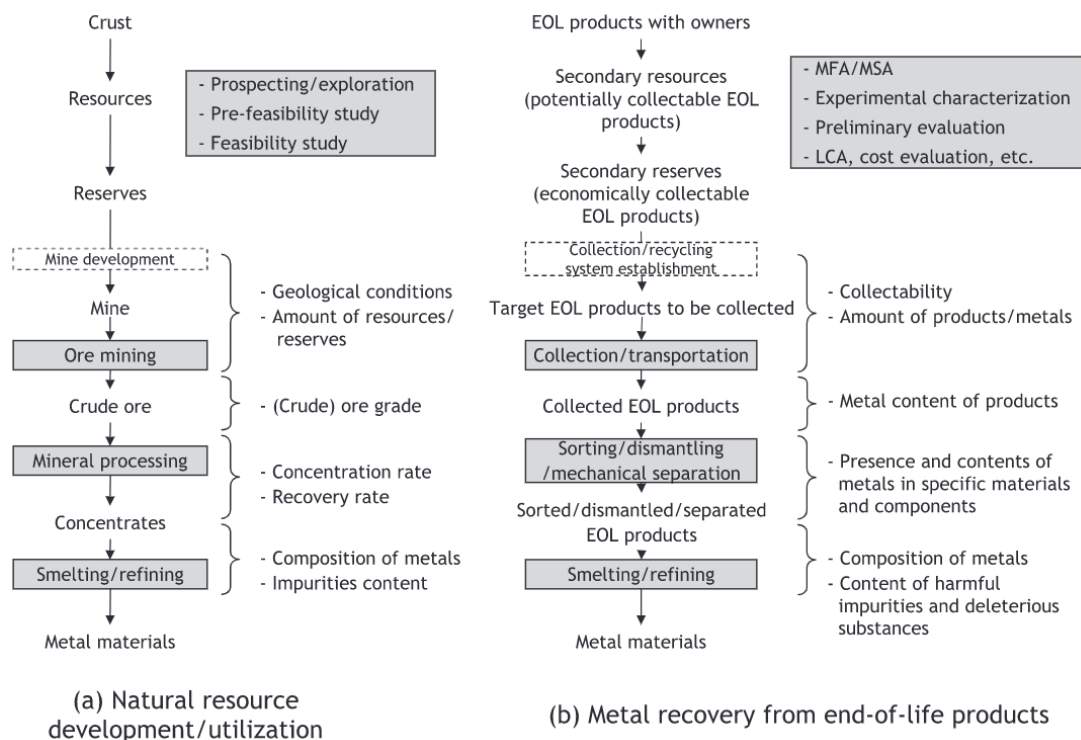 Crust
Resources
- Prospecting/exploration
- Pre-feasibility study
- Feasibility study
Reserves
Mine development
Mine
- Geological conditions
- Amount of resources/
reserves
Ore mining
Crude ore
- (Crude) ore grade
Mineral processing
- Concentration rate
- Recovery rate
Concentrates
- Composition of metals
- Impurities content
Smelting/refining
Metal materials
(a) Natural resource
development/utilization
EOL products with owners
Secondary resources
(potentially collectable EOL
products)
- MFA/MSA
- Experimental characterization
- Preliminary evaluation
- LCA, cost evaluation, etc.
Secondary reserves
(economically collectable
EOL products)
Collection/recycling
system establishment
Target EOL products to be collected
- Collectability
- Amount of products/metals
Collection/transportation
Collected EOL products
- Metal content of products
Sorting/dismantling
/mechanical separation
- Presence and contents of
metals in specific materials
and components
Sorted/dismantled/separated
EOL products
- Composition of metals
- Content of harmful
impurities and deleterious
substances
Smelting/refining
Metal materials
(b) Metal recovery from end-of-life products